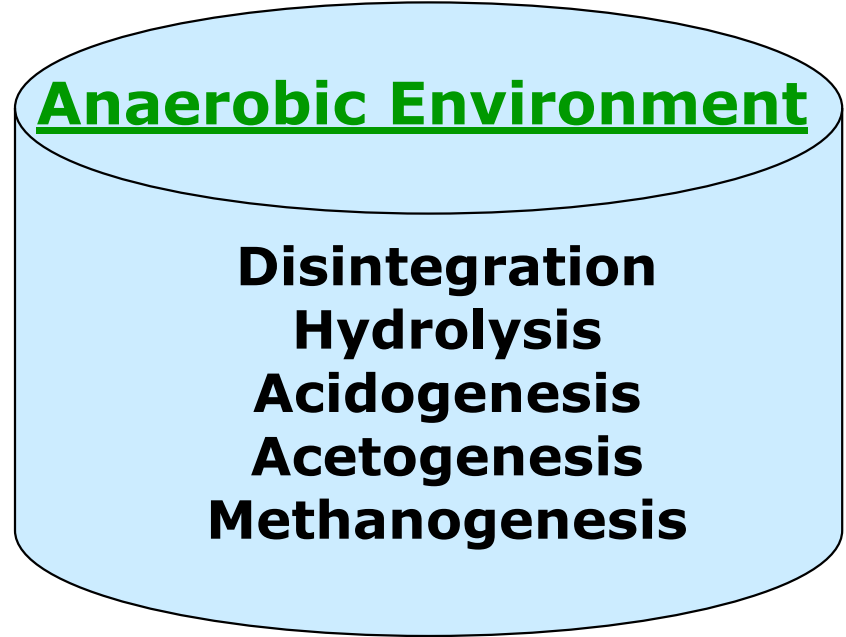 Anaerobic Environment
Disintegration
Hydrolysis
Acidogenesis
Acetogenesis
Methanogenesis